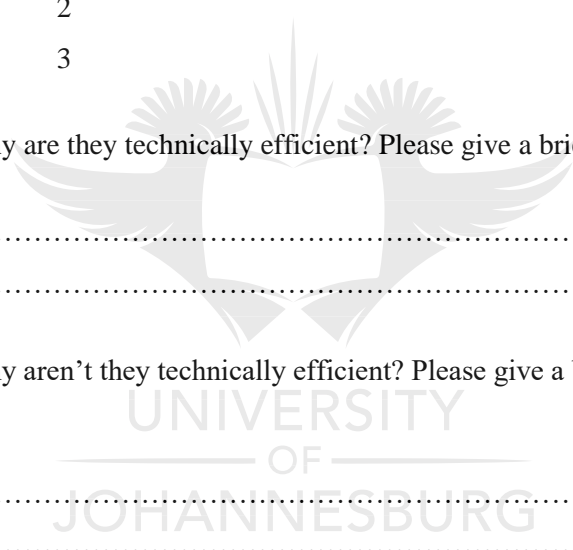 2
3
y are they technically efficient? Please give a bri
……………………………………………………………
……………………………………………………………
y aren’t they technically efficient? Please give a
UNIVERSITY
OF
……………………………………………………………
JOHANNESBURG